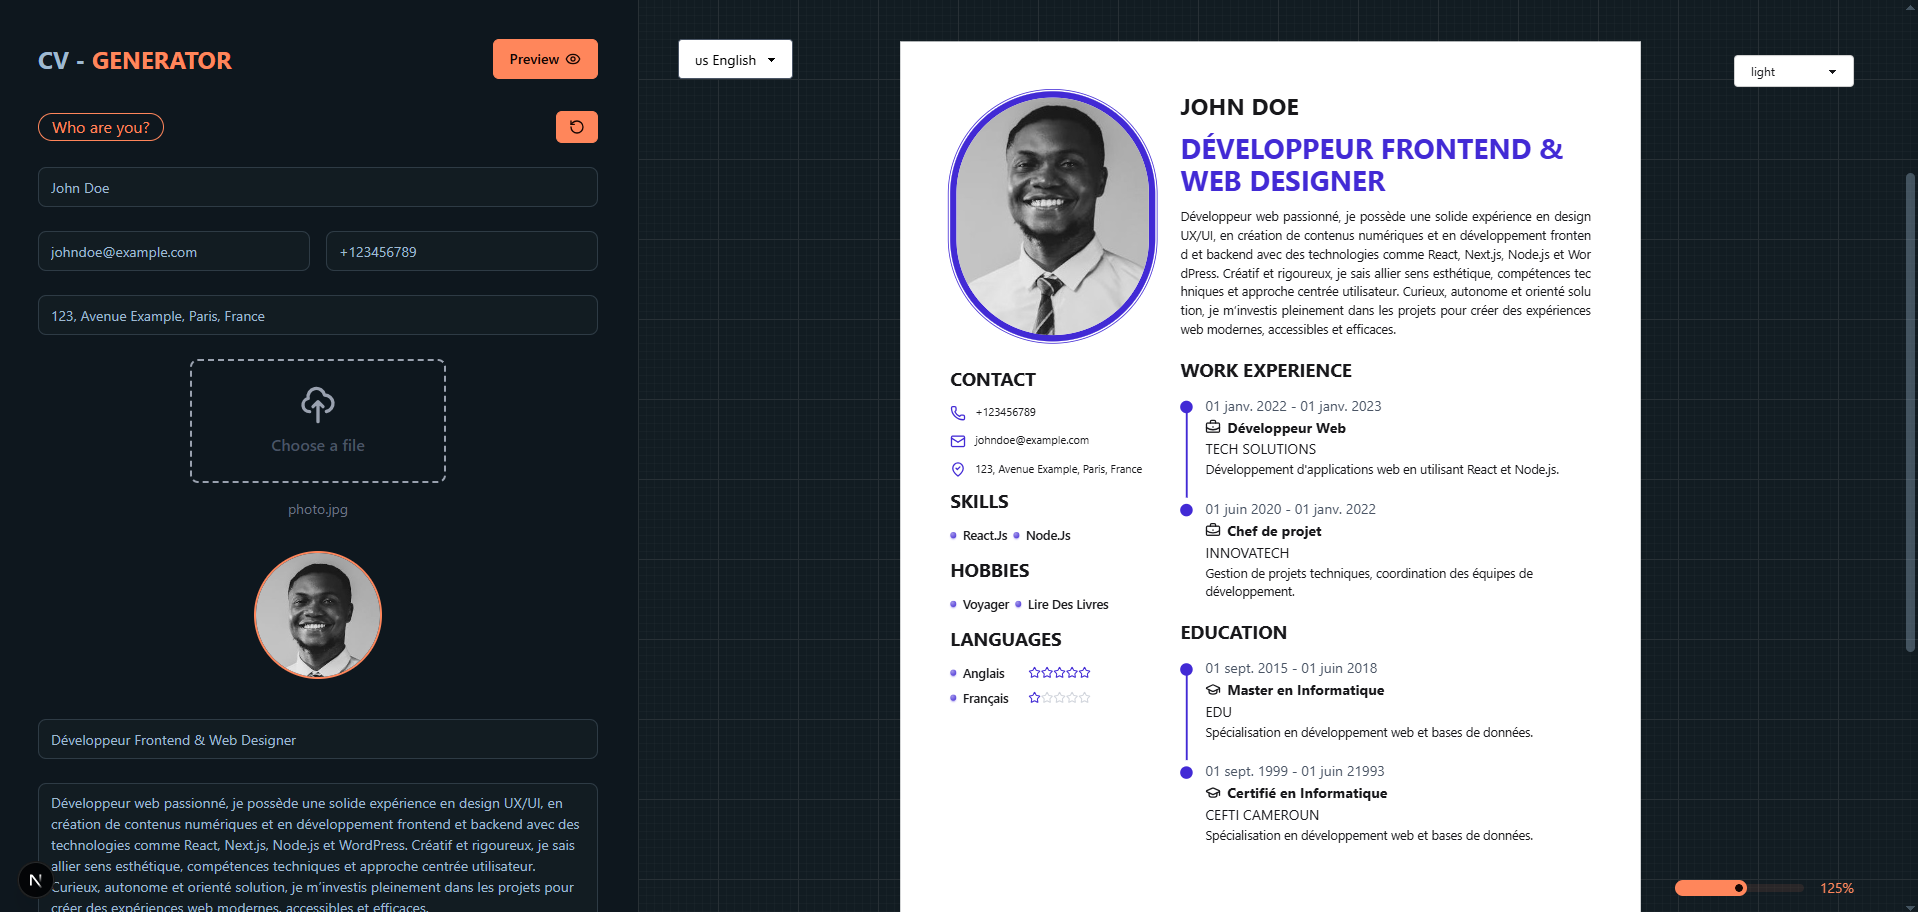 CV - GENERATOR
Preview
Who are you?
John Doe
johndoe@example.com
+123456789
123, Avenue Example, Paris, France
Choose a file
photo.jpg
Développeur Frontend & Web Designer
Développeur web passionné, je possède une solide expérience en design UX/UI, en
création de contenus numériques et en développement frontend et backend avec des
technologies comme React, Next.js, Node.js et WordPress. Créatif et rigoureux, je sais
allier sens esthétique, compétences techniques et approche centrée utilisateur.
Curieux, autonome et orienté solution, je m’investis pleinement dans les projets pour
créer des expériences web modernes, accessibles et efficaces.
N
us English
light
JOHN DOE
DÉVELOPPEUR FRONTEND &
WEB DESIGNER
Développeur web passionné, je possède une solide expérience en design
UX/UI, en création de contenus numériques et en développement fronten
d et backend avec des technologies comme React, Next.js, Node.js et Wor
dPress. Créatif et rigoureux, je sais allier sens esthétique, compétences tec
hniques et approche centrée utilisateur. Curieux, autonome et orienté solu
tion, je m’investis pleinement dans les projets pour créer des expériences
web modernes, accessibles et efficaces.
CONTACT
+123456789
johndoe@example.com
123, Avenue Example, Paris, France
SKILLS
React.Js
Node.Js
HOBBIES
Voyager
Lire Des Livres
LANGUAGES
Anglais
Français
WORK EXPERIENCE
01 janv. 2022 - 01 janv. 2023
Développeur Web
TECH SOLUTIONS
Développement d'applications web en utilisant React et Node.js.
01 juin 2020 - 01 janv. 2022
Chef de projet
INNOVATECH
Gestion de projets techniques, coordination des équipes de
développement.
EDUCATION
01 sept. 2015 - 01 juin 2018
Master en Informatique
EDU
Spécialisation en développement web et bases de données.
01 sept. 1999 - 01 juin 21993
Certifié en Informatique
CEFTI CAMEROUN
Spécialisation en développement web et bases de données.
125%